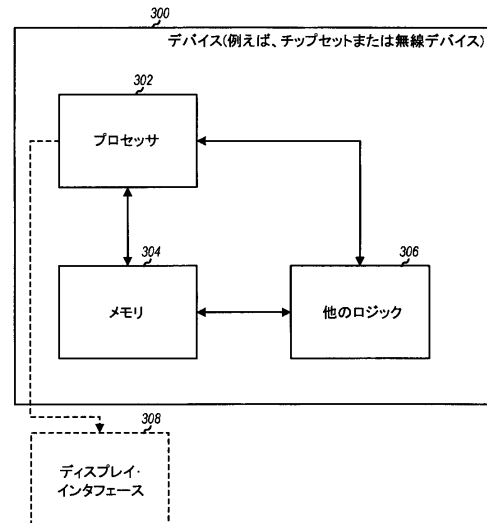 300
デバイス(例えば、チップセットまたは無線デバイス)
302
プロセッサ
304
メモリ
306
他のロジック
308
ディスプレイ・
インタフェース